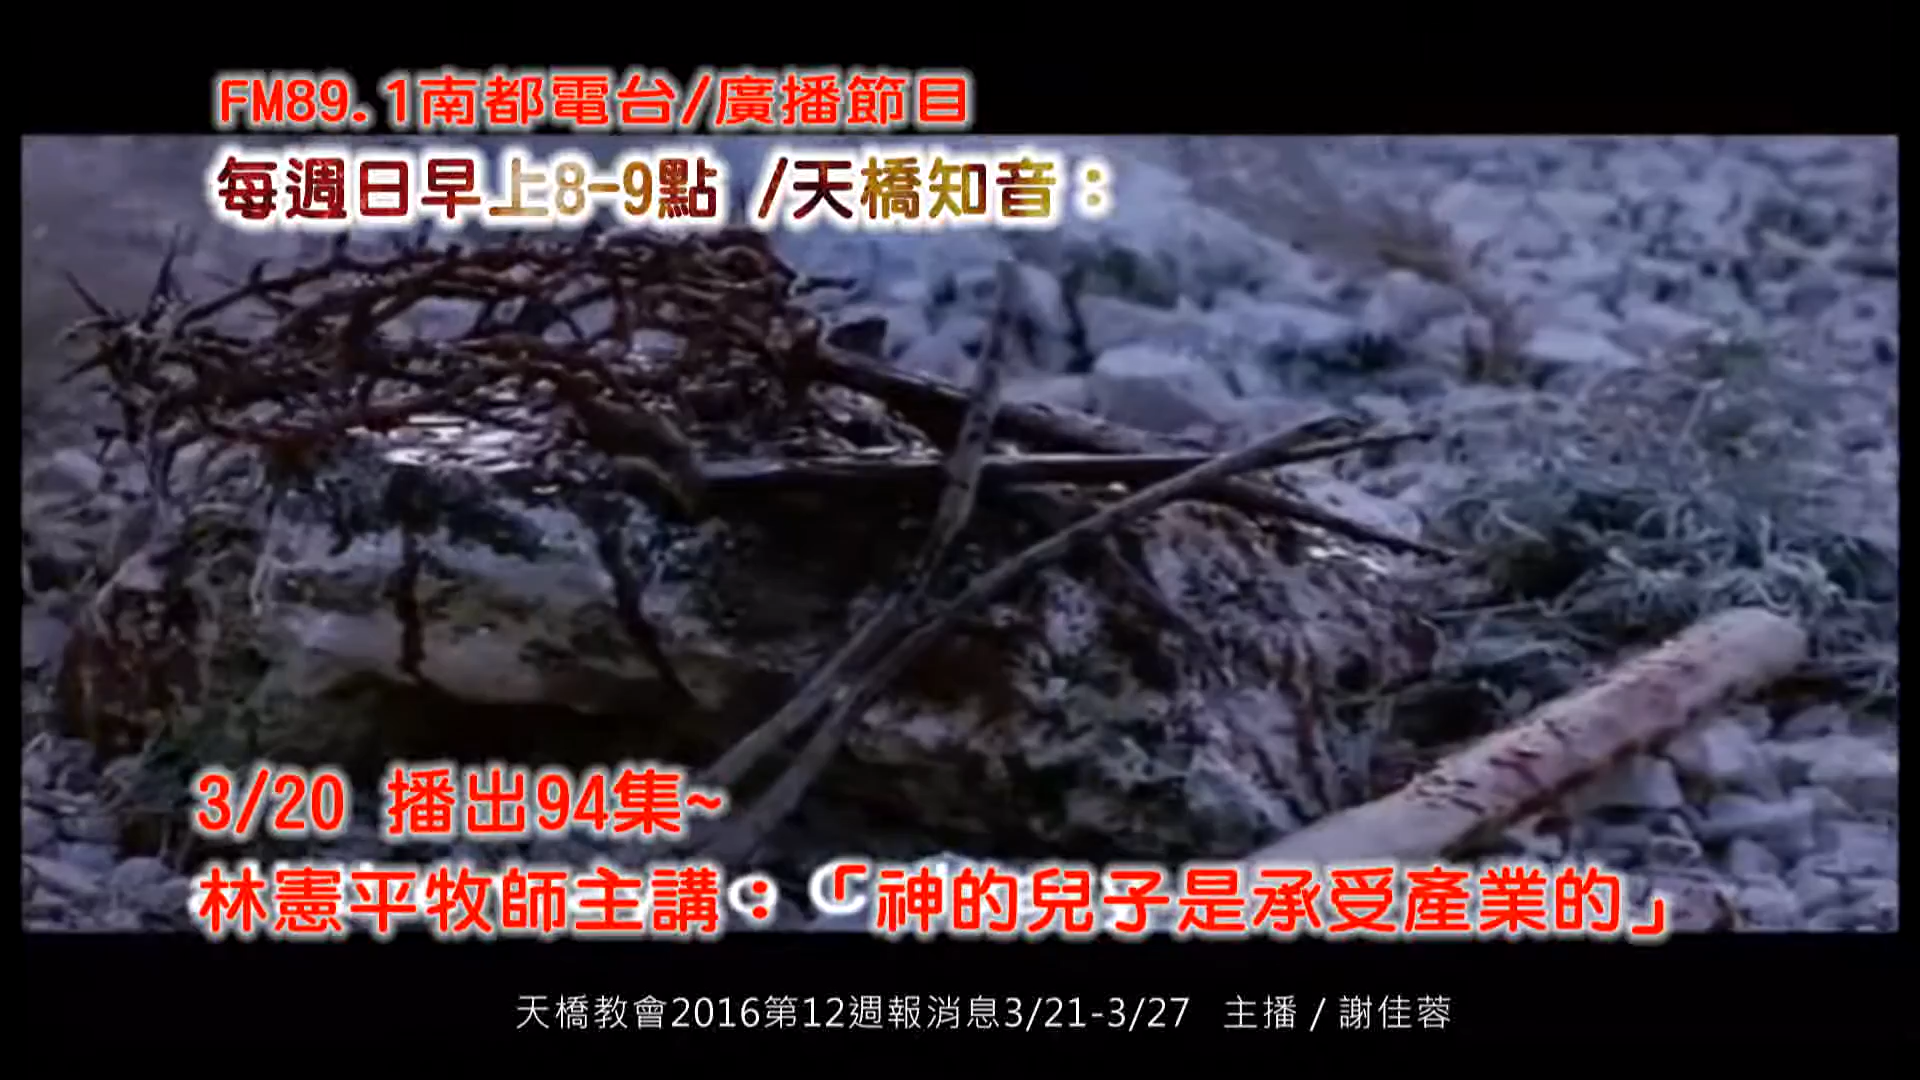 FM89.1南都電台/廣播節目
每週日早上8-9點 /天橋知音：
3/20 播出94集~
林憲平牧師主講：「神的兒子是承受產業的」
天橋教會2016第12週報消息3/21-3/27 主播/謝佳蓉